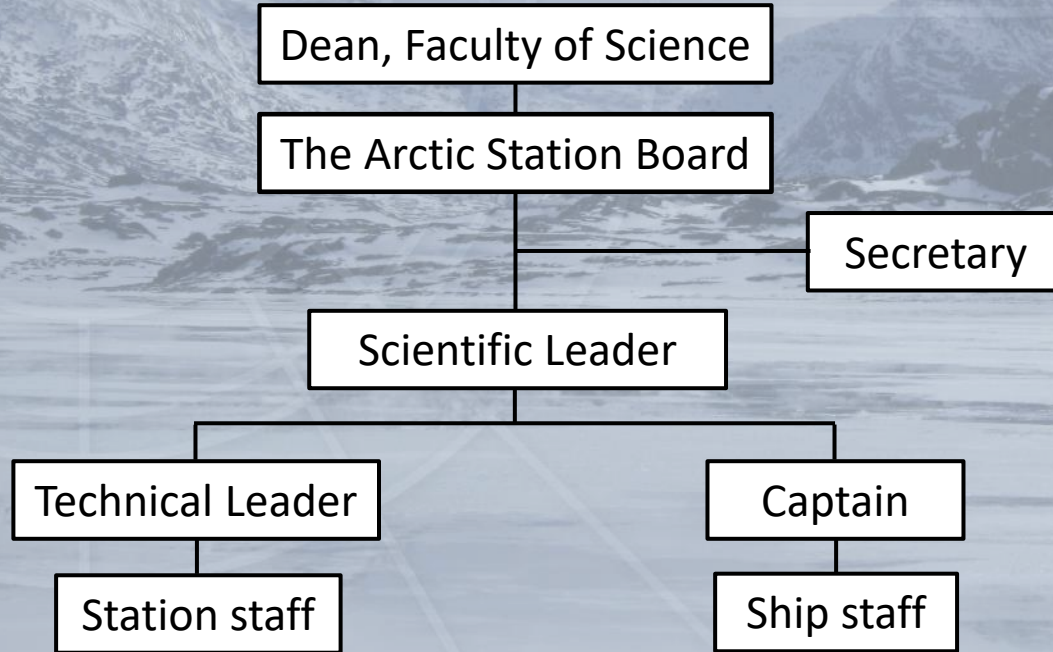 Dean, Faculty of Science
The Arctic Station Board
Secretary
Scientific Leader
Technical Leader
Captain
Station staff
Ship staff